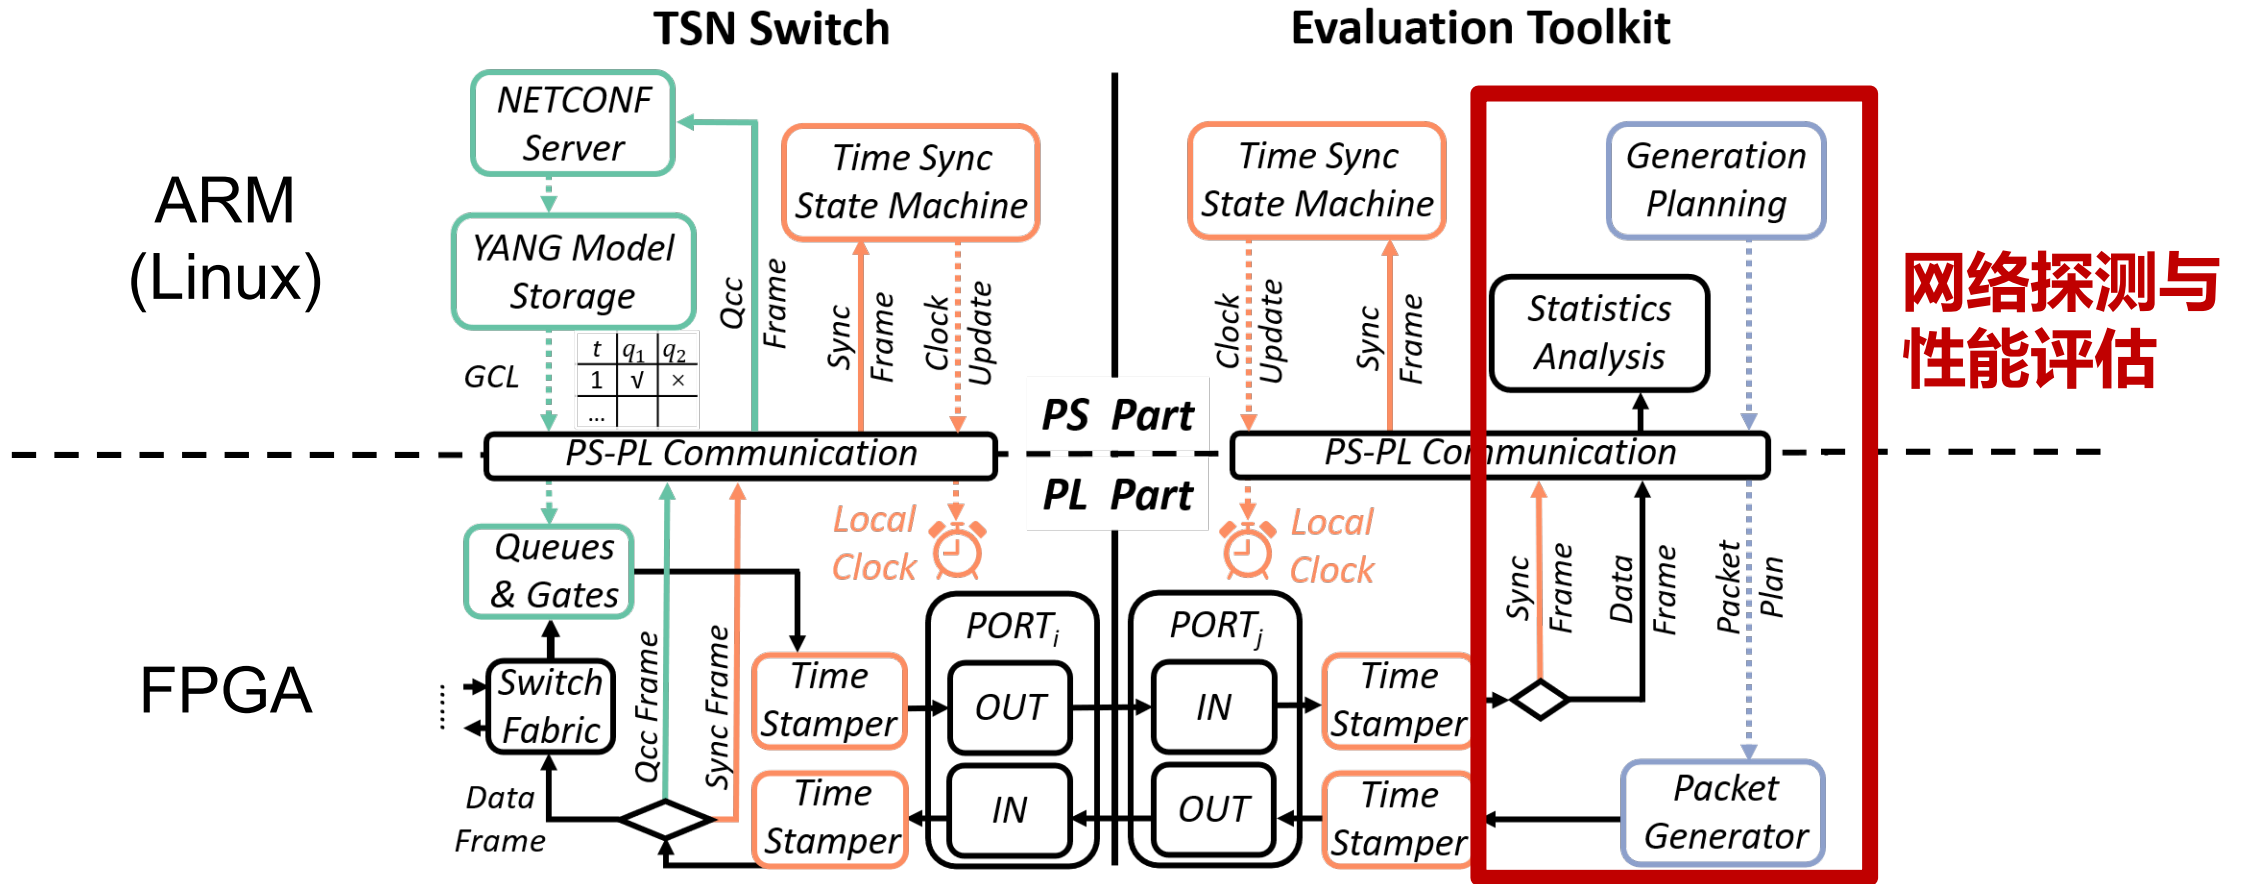 TSN Switch
Evaluation Toolkit
ARM
(Linux)
FPGA
NETCONF
Server
YANG Model
Storage
GCL
t q₁ q₂
1 √ ×
...
Qcc
Frame
Time Sync
State Machine
Sync
Frame
Clock
Update
PS-PL Communication
PS Part
PL Part
Queues
& Gates
Switch
Fabric
......
Data
Frame
Qcc Frame
Sync Frame
Local
Clock
Time
Stamper
Time
Stamper
PORTᵢ
OUT
IN
Time Sync
State Machine
Clock
Update
Sync
Frame
Generation
Planning
Statistics
Analysis
PS-PL Communication
Local
Clock
PORTⱼ
IN
OUT
Time
Stamper
Time
Stamper
Sync
Frame
Data
Frame
Packet
Plan
Packet
Generator
网络探测与
性能评估